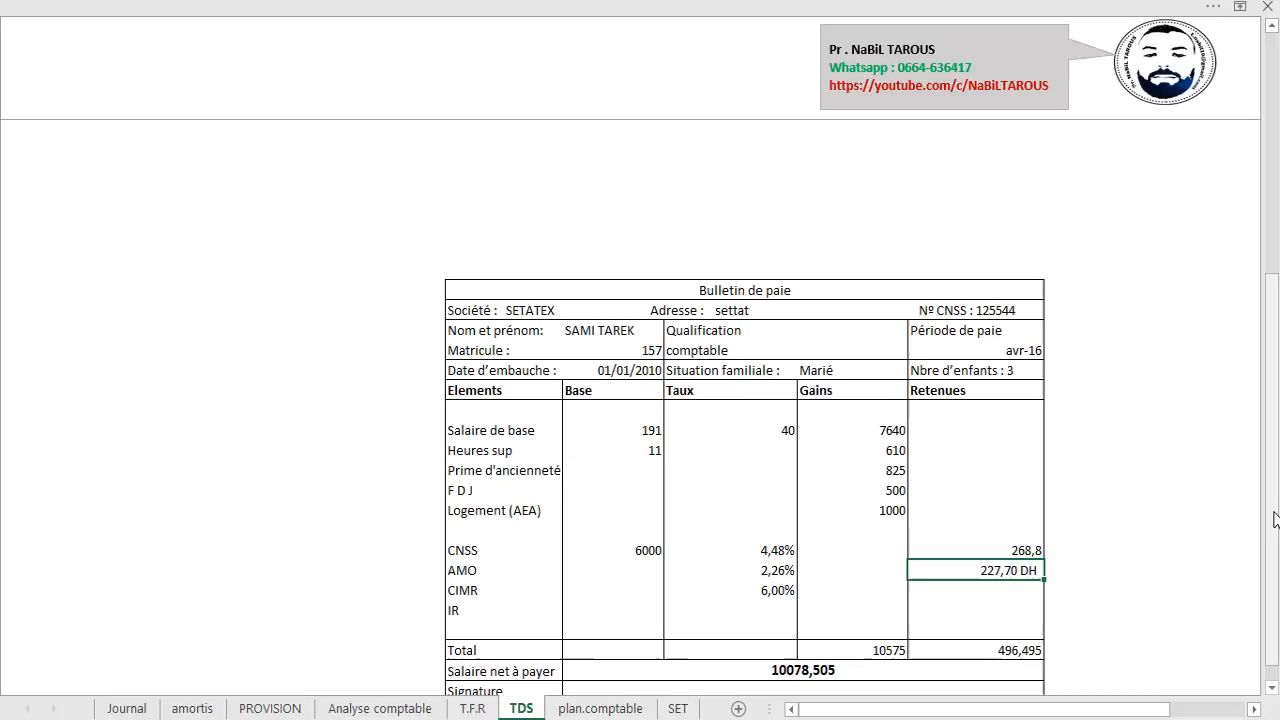 Pr . NaBiL TAROUS
Whatsapp : 0664-636417
https://youtube.com/c/NaBiLTAROUS
Bulletin de paie
Société : SETATEX Adresse : settat Nº CNSS : 125544
Nom et prénom: SAMI TAREK Qualification Période de paie
Matricule : 157 comptable avr-16
Date d’embauche : 01/01/2010 Situation familiale : Marié Nbre d’enfants : 3
Elements Base Taux Gains Retenues
Salaire de base 191 40 7640
Heures sup 11 610
Prime d'ancienneté 825
F D J 500
Logement (AEA) 1000
CNSS 6000 4,48% 268,8
AMO 2,26% 227,70 DH
CIMR 6,00%
IR
Total 10575 496,495
Salaire net à payer 10078,505
Signature
Journal amortis PROVISION Analyse comptable T.F.R TDS plan.comptable SET